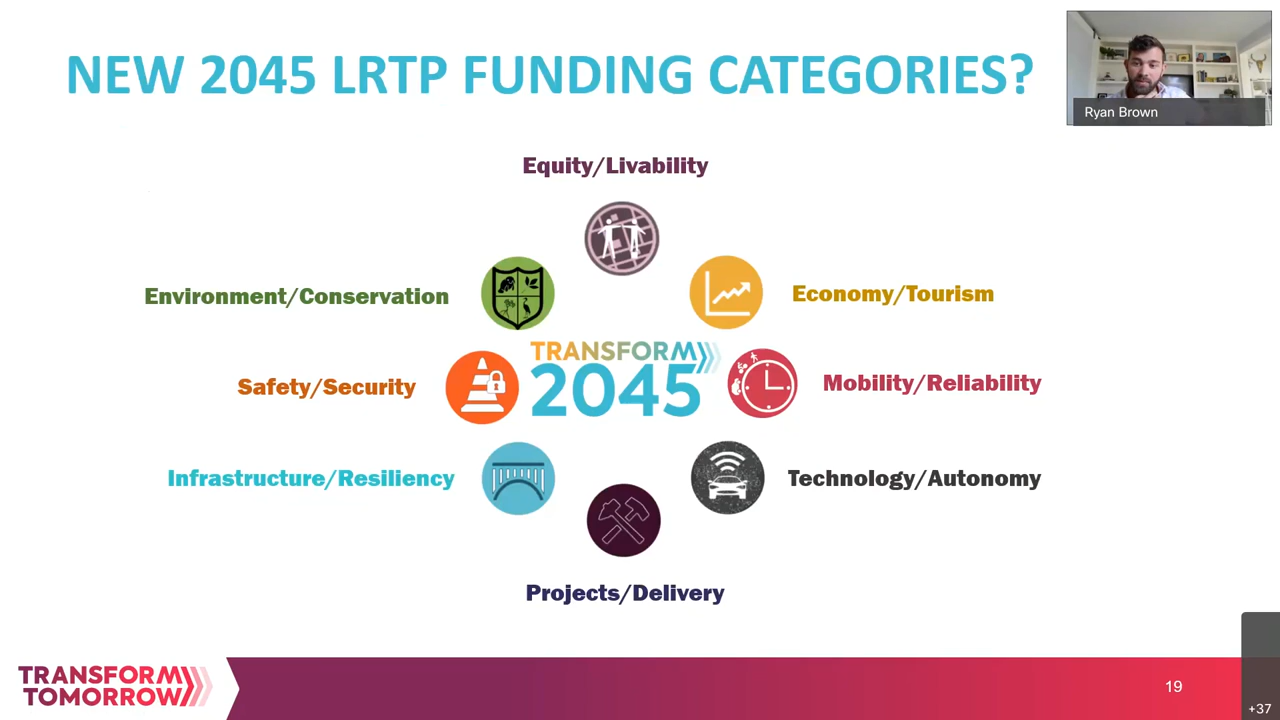 NEW 2045 LRTP FUNDING CATEGORIES?
Ryan Brown
Equity/Livability
Environment/Conservation
Economy/Tourism
Safety/Security
TRANSFORM
2045
Mobility/Reliability
Infrastructure/Resiliency
Technology/Autonomy
Projects/Delivery
TRANSFORM
TOMORROW
19
+37